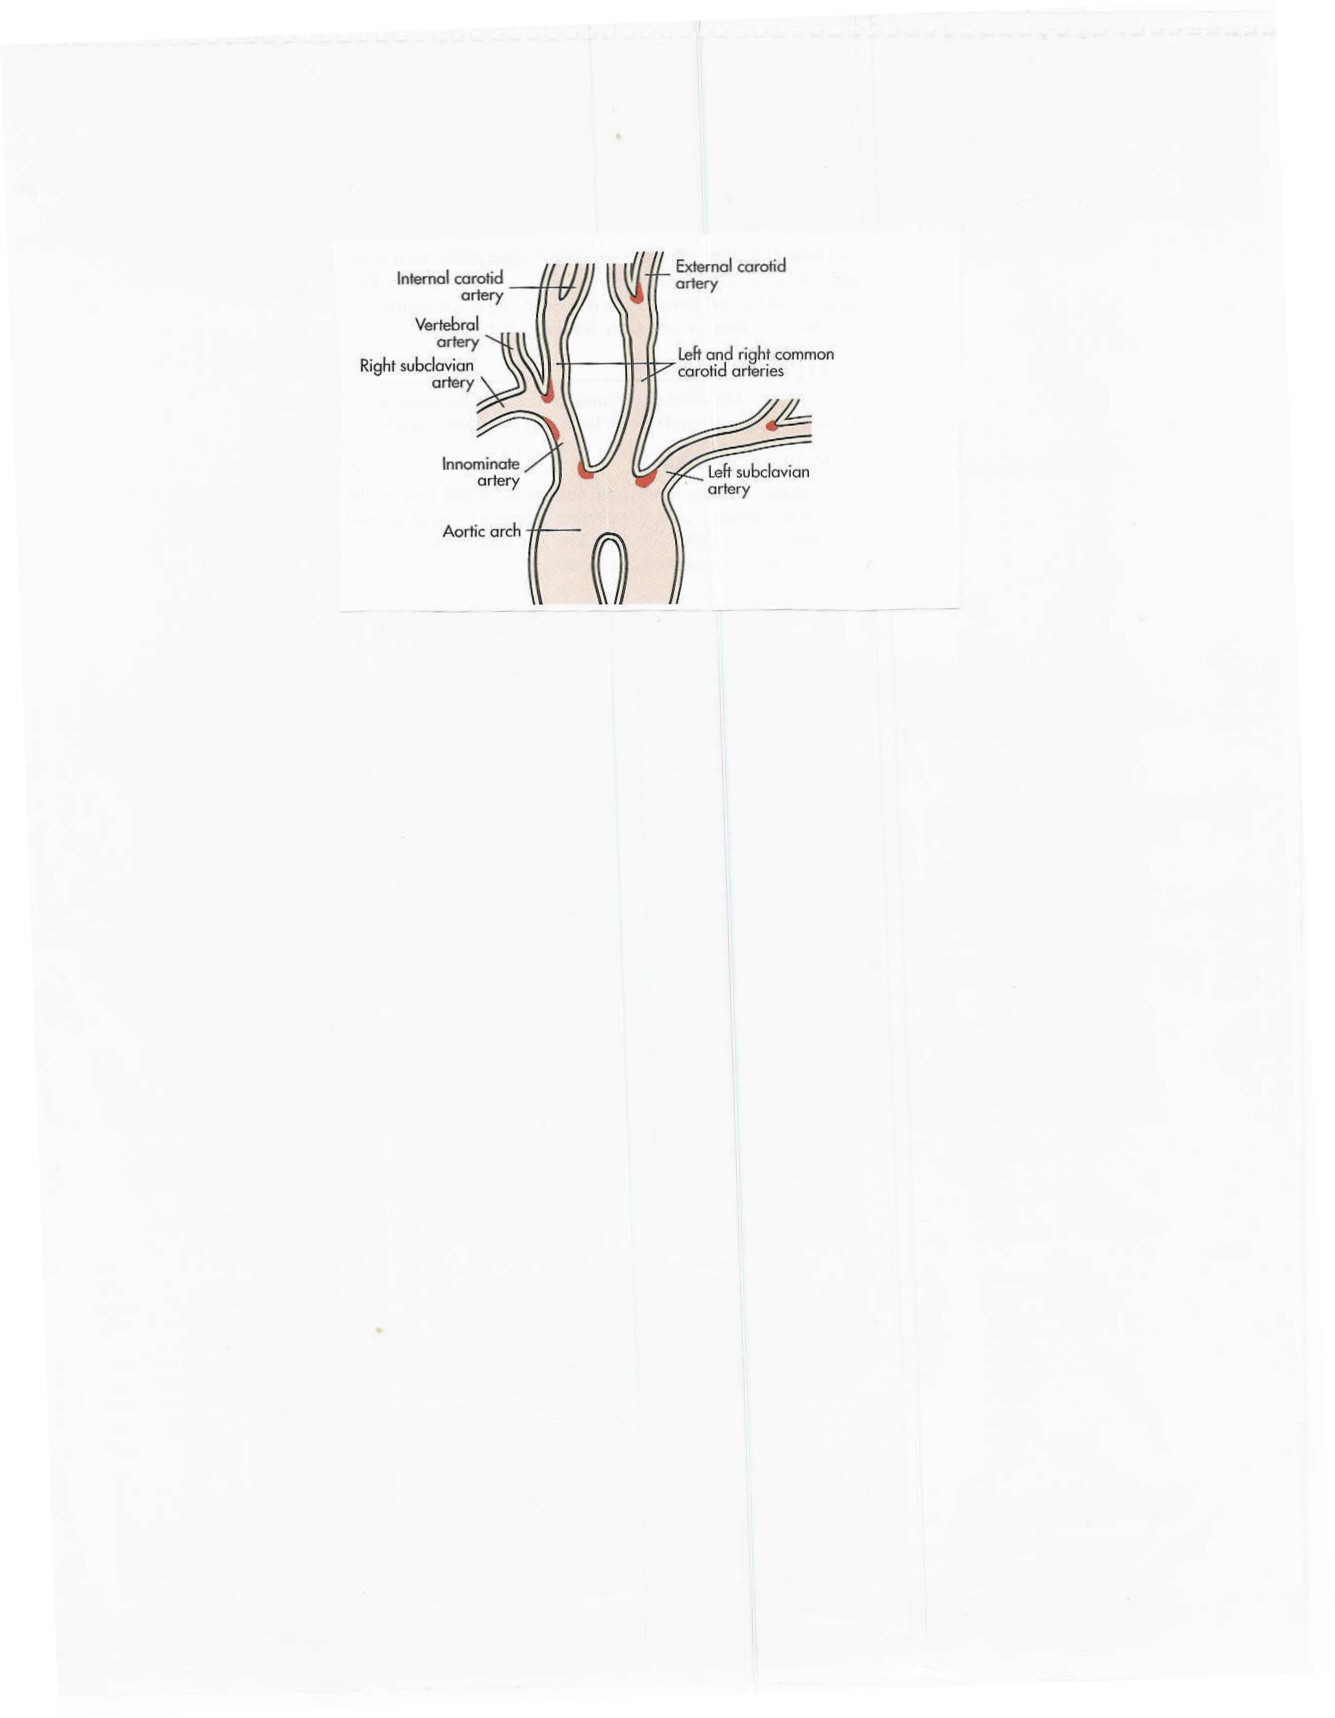 Internal carotid
artery
External carotid
artery
Vertebral
artery
Right subclavian
artery
Left and right common
carotid arteries
Innominate
artery
Left subclavian
artery
Aortic arch